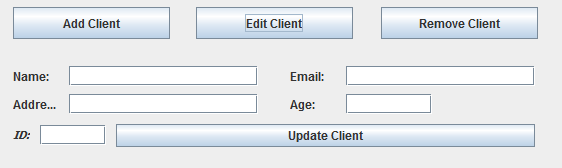 Add Client Edit Client Remove Client
Name: Email:
Addre... Age:
ID: Update Client